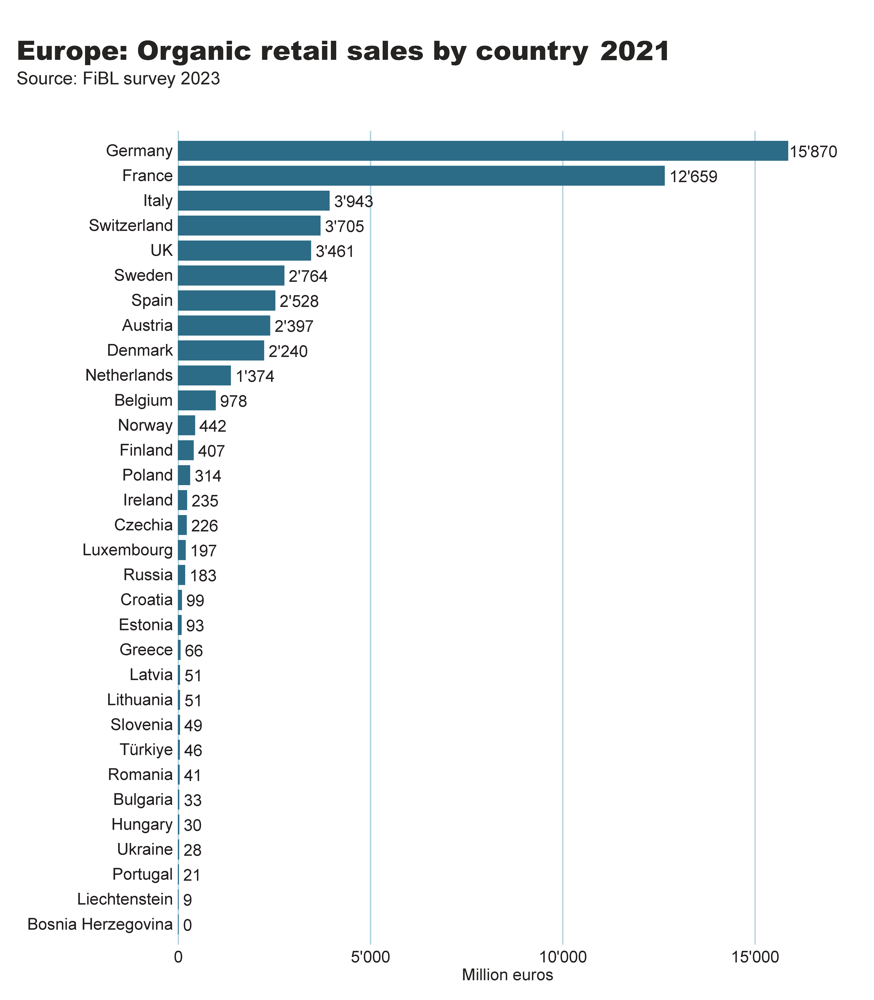 Europe: Organic retail sales by country 2021
Source: FiBL survey 2023
Germany 15'870
France 12'659
Italy 3'943
Switzerland 3'705
UK 3'461
Sweden 2'764
Spain 2'528
Austria 2'397
Denmark 2'240
Netherlands 1'374
Belgium 978
Norway 442
Finland 407
Poland 314
Ireland 235
Czechia 226
Luxembourg 197
Russia 183
Croatia 99
Estonia 93
Greece 66
Latvia 51
Lithuania 51
Slovenia 49
Türkiye 46
Romania 41
Bulgaria 33
Hungary 30
Ukraine 28
Portugal 21
Liechtenstein 9
Bosnia Herzegovina 0
0 5'000 10'000 15'000
Million euros